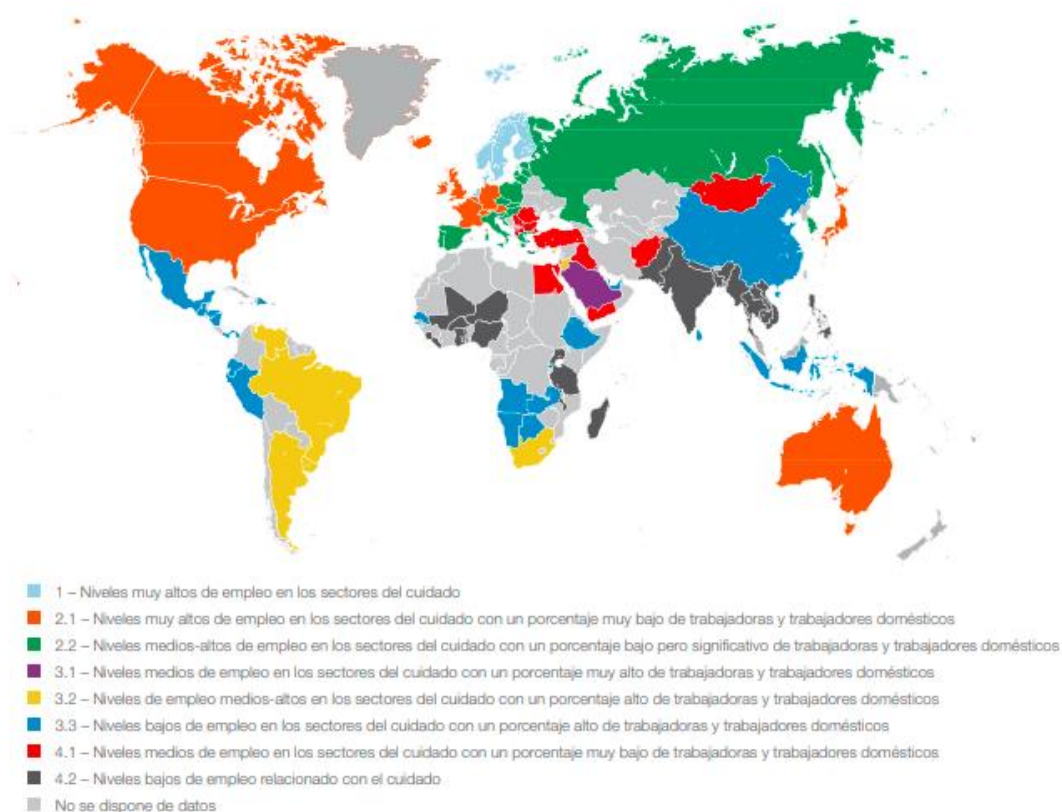 1 – Niveles muy altos de empleo en los sectores del cuidado
2.1 – Niveles muy altos de empleo en los sectores del cuidado con un porcentaje muy bajo de trabajadoras y trabajadores domésticos
2.2 – Niveles medios-altos de empleo en los sectores del cuidado con un porcentaje bajo pero significativo de trabajadoras y trabajadores domésticos
3.1 – Niveles medios de empleo en los sectores del cuidado con un porcentaje muy alto de trabajadoras y trabajadores domésticos
3.2 – Niveles de empleo medios-altos en los sectores del cuidado con un porcentaje alto de trabajadoras y trabajadores domésticos
3.3 – Niveles bajos de empleo en los sectores del cuidado con un porcentaje alto de trabajadoras y trabajadores domésticos
4.1 – Niveles medios de empleo en los sectores del cuidado con un porcentaje muy bajo de trabajadoras y trabajadores domésticos
4.2 – Niveles bajos de empleo relacionado con el cuidado
No se dispone de datos